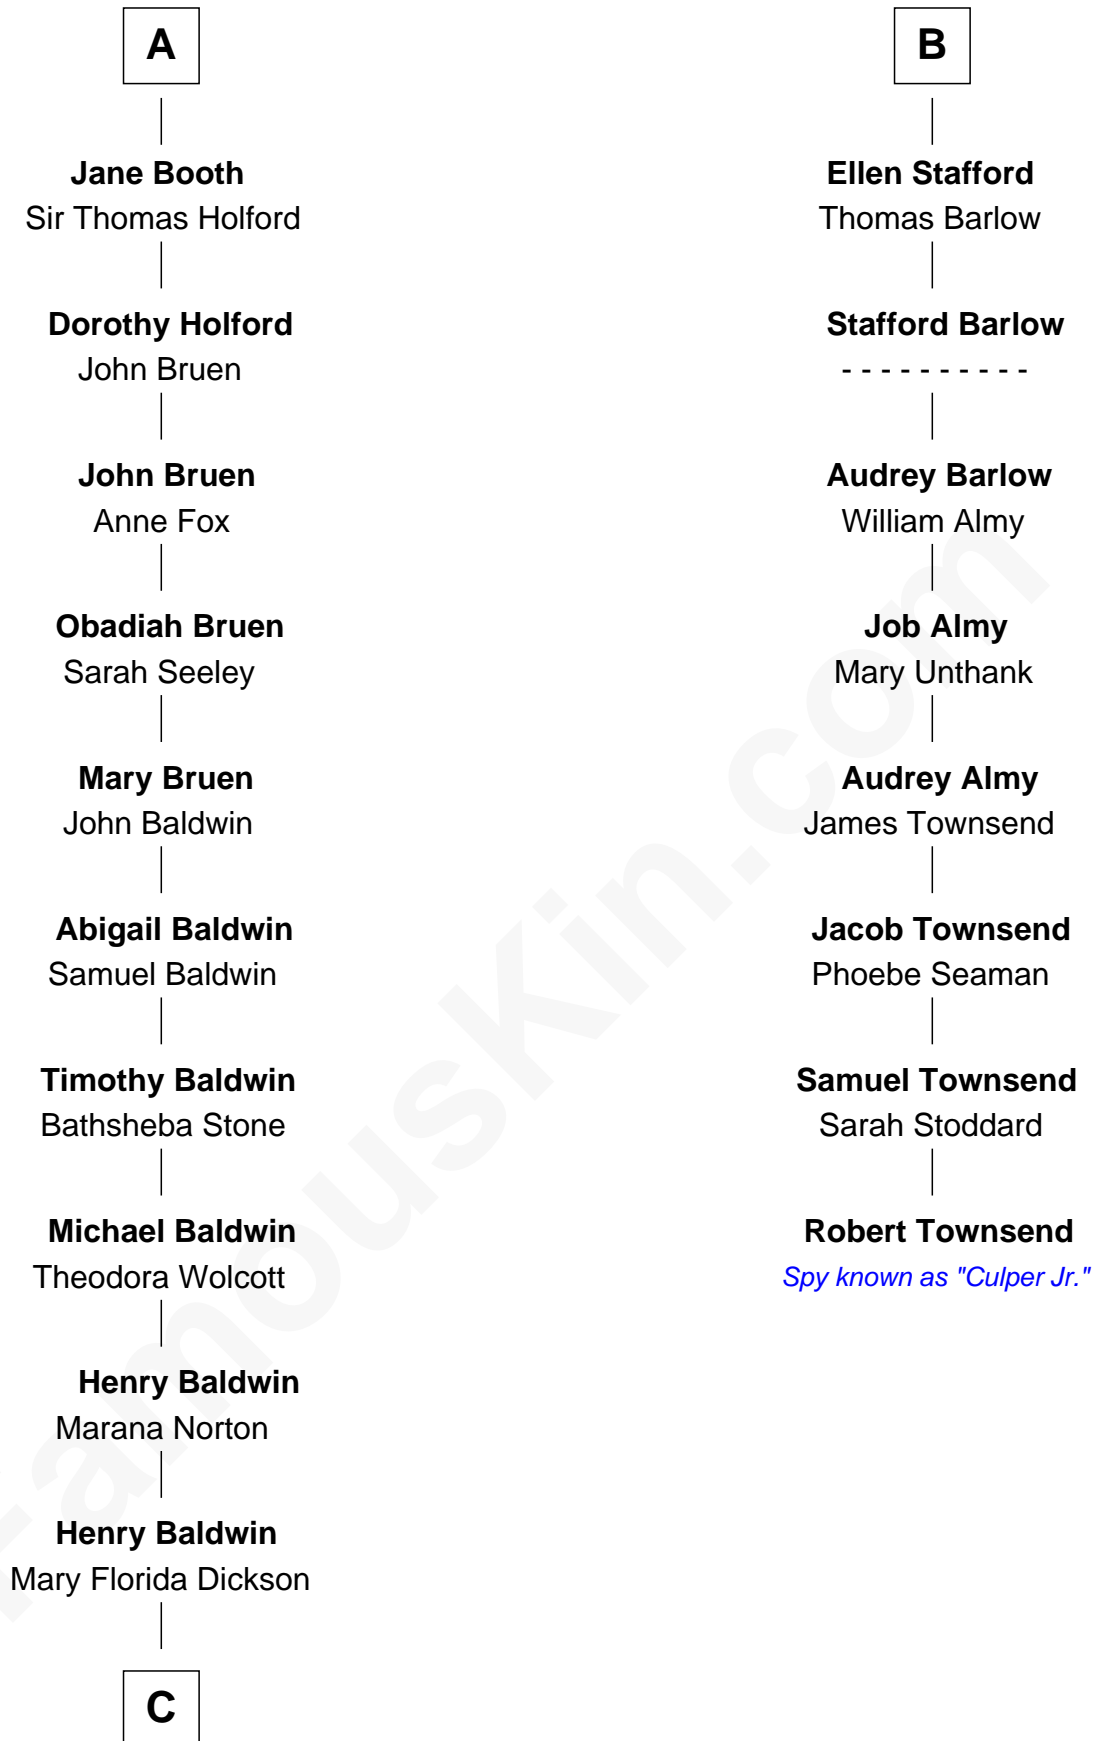 A
Jane Booth
Sir Thomas Holford
Dorothy Holford
John Bruen
John Bruen
Anne Fox
Obadiah Bruen
Sarah Seeley
Mary Bruen
John Baldwin
Abigail Baldwin
Samuel Baldwin
Timothy Baldwin
Bathsheba Stone
Michael Baldwin
Theodora Wolcott
Henry Baldwin
Marana Norton
Henry Baldwin
Mary Florida Dickson
C
B
Ellen Stafford
Thomas Barlow
Stafford Barlow
- - - - - - - - - -
Audrey Barlow
William Almy
Job Almy
Mary Unthank
Audrey Almy
James Townsend
Jacob Townsend
Phoebe Seaman
Samuel Townsend
Sarah Stoddard
Robert Townsend
Spy known as "Culper Jr."
FamousKin.com